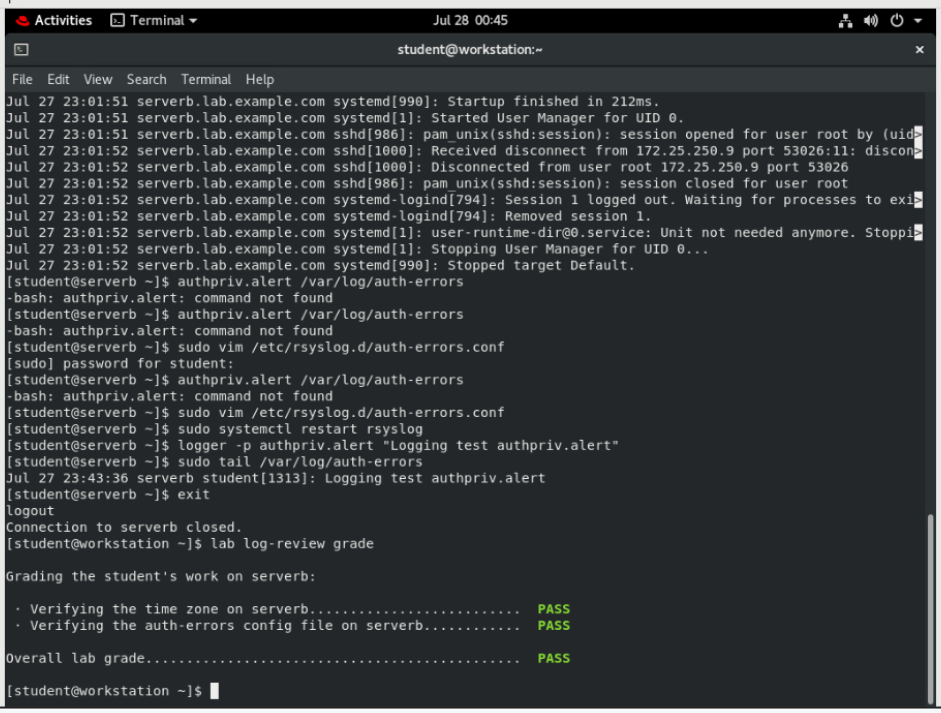 Activities Terminal Jul 28 00:45
student@workstation:~ ×
File Edit View Search Terminal Help
Jul 27 23:01:51 serverb.lab.example.com systemd[990]: Startup finished in 212ms.
Jul 27 23:01:51 serverb.lab.example.com systemd[1]: Started User Manager for UID 0.
Jul 27 23:01:51 serverb.lab.example.com sshd[986]: pam_unix(sshd:session): session opened for user root by (uid>
Jul 27 23:01:52 serverb.lab.example.com sshd[1000]: Received disconnect from 172.25.250.9 port 53026:11: discon>
Jul 27 23:01:52 serverb.lab.example.com sshd[1000]: Disconnected from user root 172.25.250.9 port 53026
Jul 27 23:01:52 serverb.lab.example.com sshd[986]: pam_unix(sshd:session): session closed for user root
Jul 27 23:01:52 serverb.lab.example.com systemd-logind[794]: Session 1 logged out. Waiting for processes to exi>
Jul 27 23:01:52 serverb.lab.example.com systemd-logind[794]: Removed session 1.
Jul 27 23:01:52 serverb.lab.example.com systemd[1]: user-runtime-dir@0.service: Unit not needed anymore. Stoppi>
Jul 27 23:01:52 serverb.lab.example.com systemd[1]: Stopping User Manager for UID 0...
Jul 27 23:01:52 serverb.lab.example.com systemd[990]: Stopped target Default.
[student@serverb ~]$ authpriv.alert /var/log/auth-errors
-bash: authpriv.alert: command not found
[student@serverb ~]$ authpriv.alert /var/log/auth-errors
-bash: authpriv.alert: command not found
[student@serverb ~]$ sudo vim /etc/rsyslog.d/auth-errors.conf
[sudo] password for student:
[student@serverb ~]$ authpriv.alert /var/log/auth-errors
-bash: authpriv.alert: command not found
[student@serverb ~]$ sudo vim /etc/rsyslog.d/auth-errors.conf
[student@serverb ~]$ sudo systemctl restart rsyslog
[student@serverb ~]$ logger -p authpriv.alert "Logging test authpriv.alert"
[student@serverb ~]$ sudo tail /var/log/auth-errors
Jul 27 23:43:36 serverb student[1313]: Logging test authpriv.alert
[student@serverb ~]$ exit
logout
Connection to serverb closed.
[student@workstation ~]$ lab log-review grade
Grading the student's work on serverb:
· Verifying the time zone on serverb.......................... PASS
· Verifying the auth-errors config file on serverb............ PASS
Overall lab grade.............................................. PASS
[student@workstation ~]$